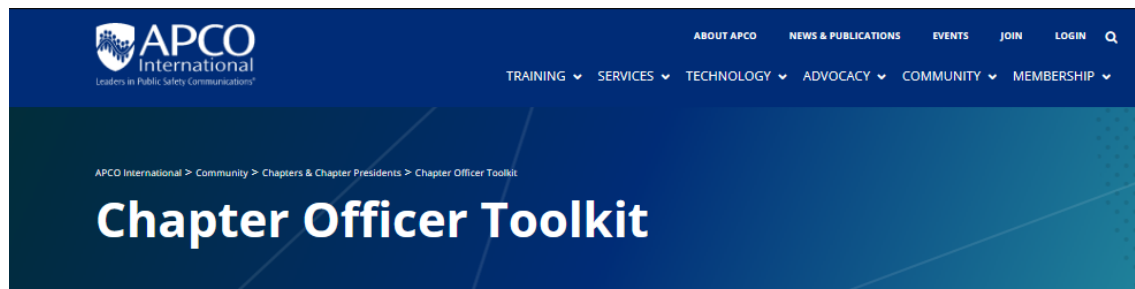 APCO
International
Leaders in Public Safety Communications®
ABOUT APCO NEWS & PUBLICATIONS EVENTS JOIN LOGIN
TRAINING SERVICES TECHNOLOGY ADVOCACY COMMUNITY MEMBERSHIP
APCO International > Community > Chapters & Chapter Presidents > Chapter Officer Toolkit
Chapter Officer Toolkit